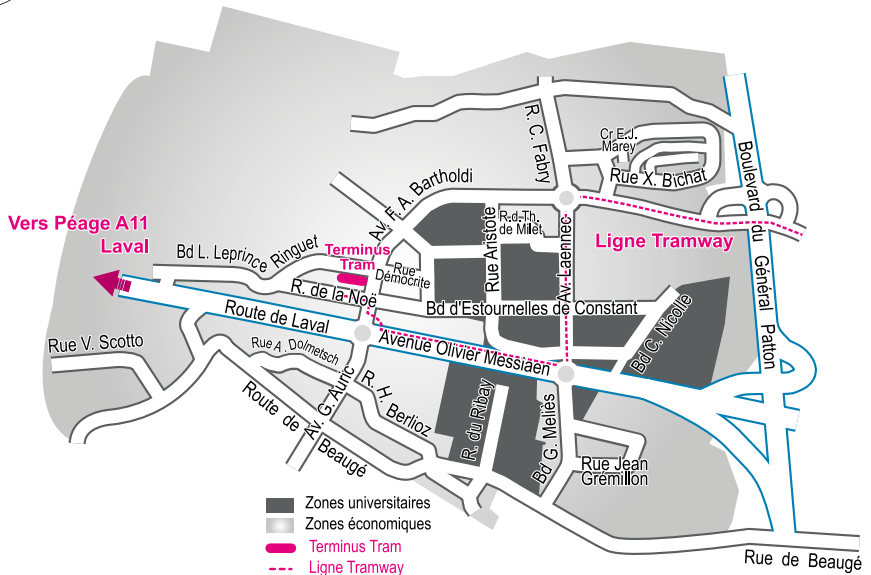 R. C. Fabry
Cr E.J.
Marey
Rue X. Bichat
Boulevard du Général Patton
Av. F. A. Bartholdi
R.d.Th.
de Milet
Rue Aristote
Av. Laennec
Ligne Tramway
Vers Péage A11
Laval
Bd L. Leprince Ringuet
Terminus
Tram
Rue
Démocrite
R. de la Noë
Bd d'Estournelles de Constant
Route de Laval
Avenue Olivier Messiaen
Bd C. Nicolle
Rue V. Scotto
Rue A. Dolmetsch
R. H. Berlioz
Av. G. Auric
Route de Beaugé
R. du Ribay
Bd G. Meliès
Rue Jean
Grémillon
Rue de Beaugé
Zones universitaires
Zones économiques
Terminus Tram
Ligne Tramway